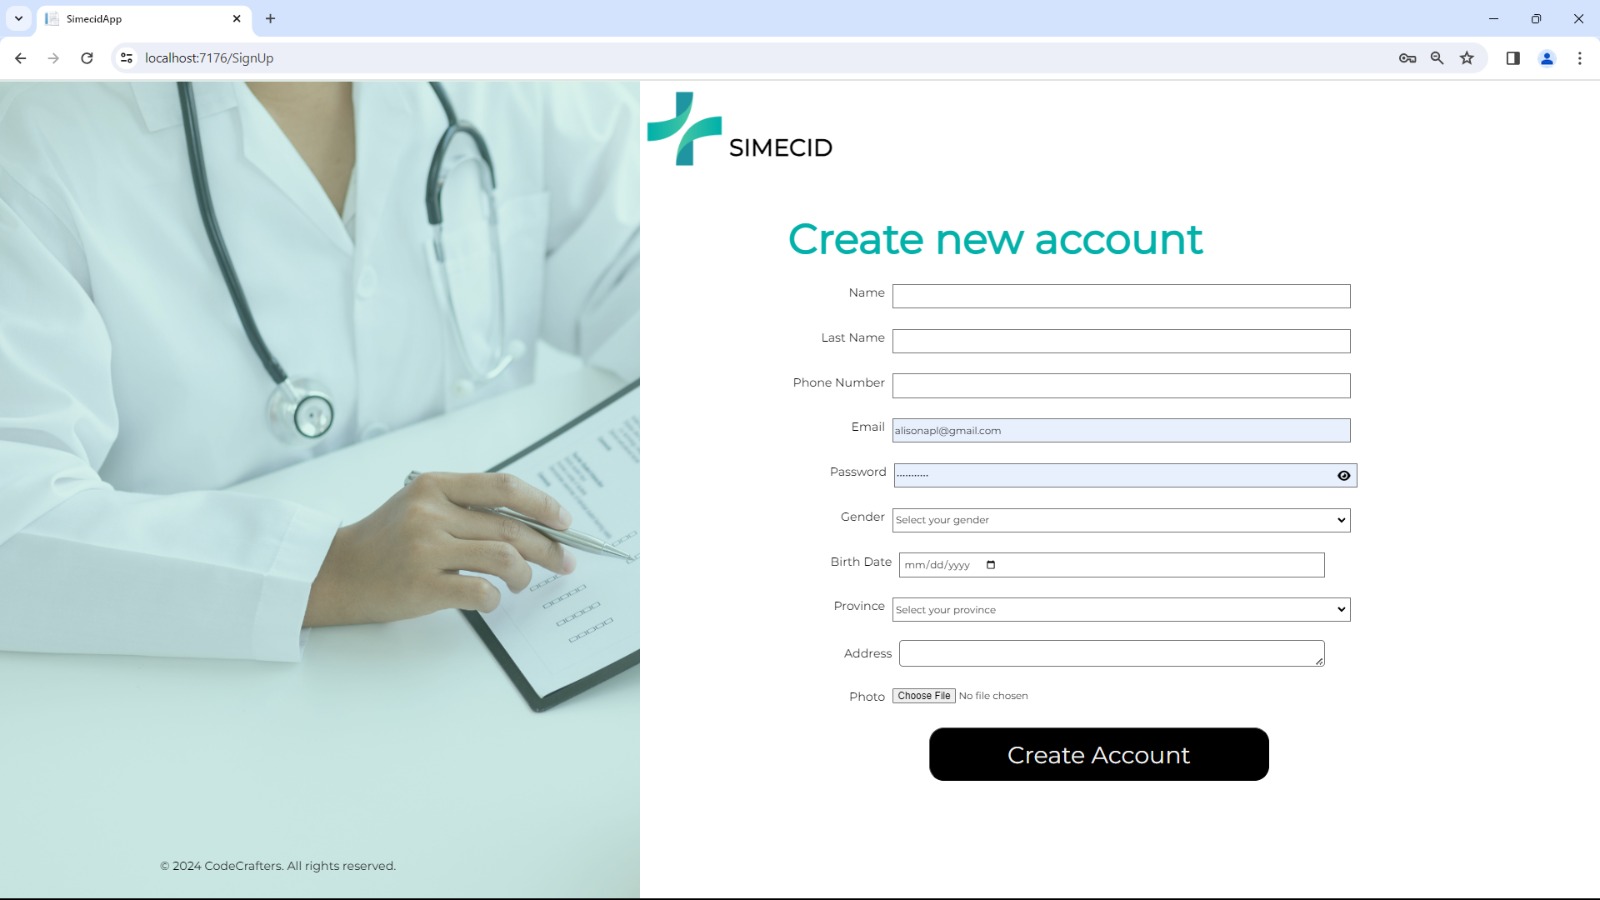 SimecidApp
localhost:7176/SignUp
SIMECID
Create new account
Name
Last Name
Phone Number
Email alisonapl@gmail.com
Password ···········
Gender Select your gender
Birth Date mm/dd/yyyy
Province Select your province
Address
Photo Choose File No file chosen
Create Account
© 2024 CodeCrafters. All rights reserved.